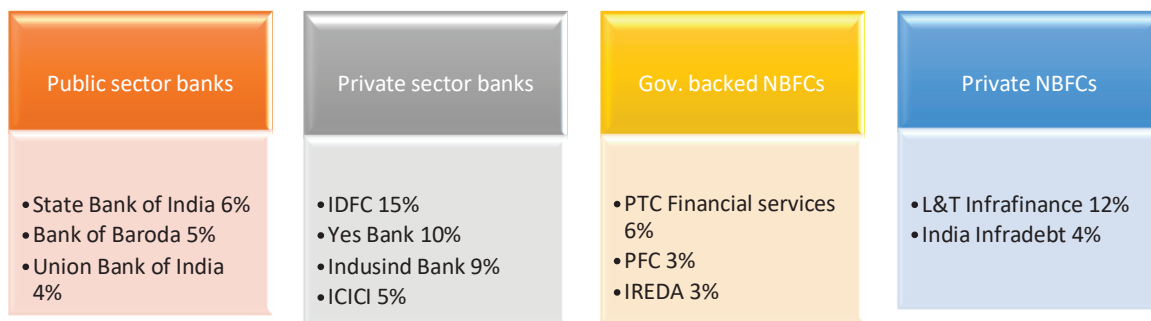 Public sector banks
•State Bank of India 6%
•Bank of Baroda 5%
•Union Bank of India
4%
Private sector banks
•IDFC 15%
•Yes Bank 10%
•Indusind Bank 9%
•ICICI 5%
Gov. backed NBFCs
•PTC Financial services
6%
•PFC 3%
•IREDA 3%
Private NBFCs
•L&T Infrafinance 12%
•India Infradebt 4%